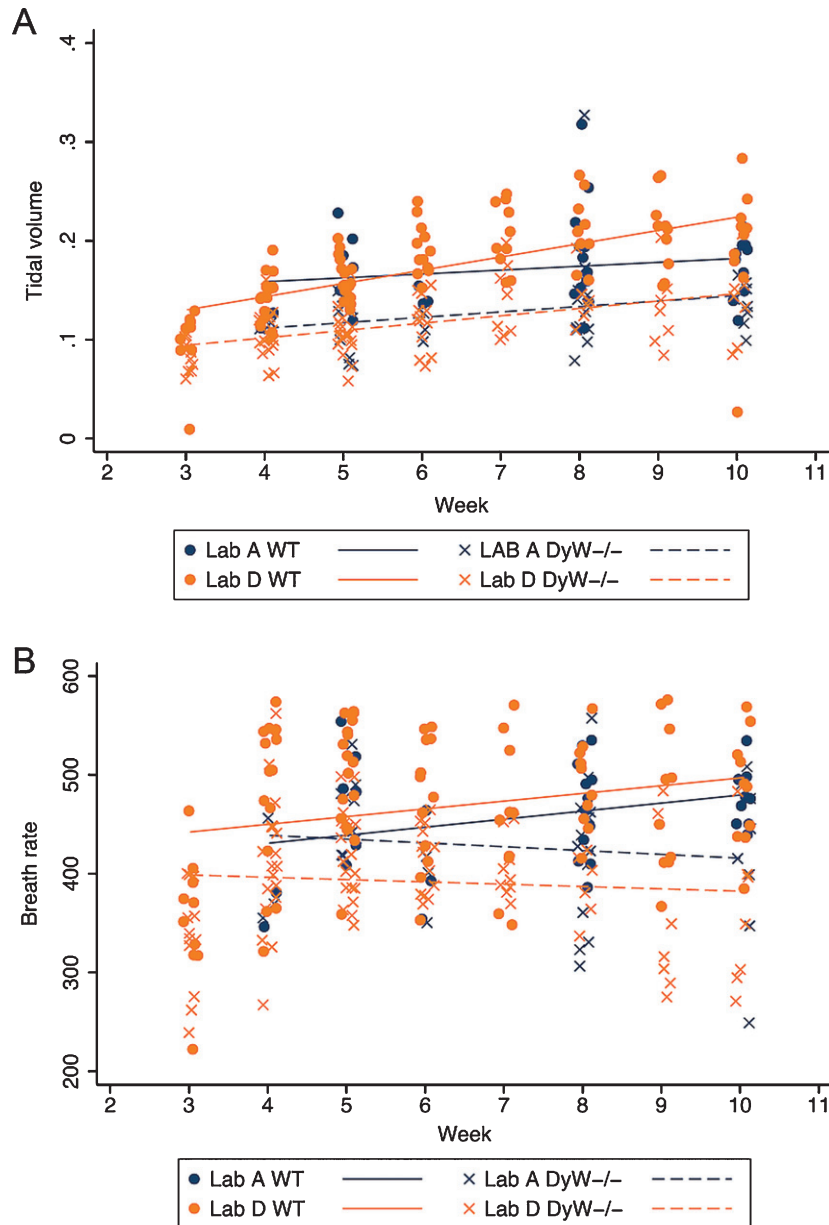 A
.4
.3
.2
.1
0
Tidal volume
2 3 4 5 6 7 8 9 10 11
Week
Lab A WT LAB A DyW−/−
Lab D WT Lab D DyW−/−
B
600
500
400
300
200
Breath rate
2 3 4 5 6 7 8 9 10 11
Week
Lab A WT Lab A DyW−/−
Lab D WT Lab D DyW−/−